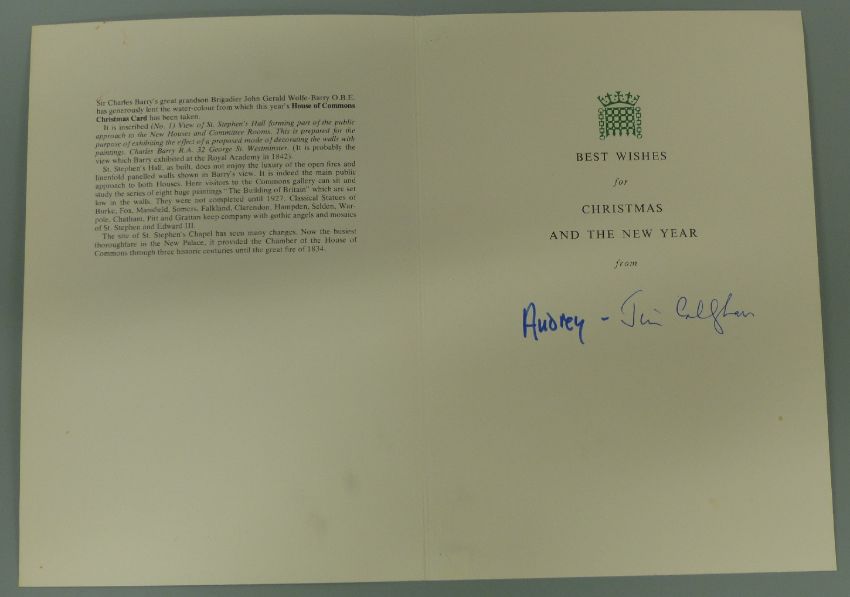 Sir Charles Barry's great grandson Brigadier John Gerald Wolfe-Barry O.B.E.
has generously lent the water-colour from which this year's House of Commons
Christmas Card has been taken.
It is inscribed (No. 1) View of St. Stephen's Hall forming part of the public
approach to the New Houses and Committee Rooms. This is prepared for the
purpose of exhibiting the effect of a proposed mode of decorating the walls with
paintings. Charles Barry R.A. 32 George St. Westminster. (It is probably the
view which Barry exhibited at the Royal Academy in 1842).
St. Stephen's Hall, as built, does not enjoy the luxury of the open fires and
linenfold panelled walls shown in Barry's view. It is indeed the main public
approach to both Houses. Here visitors to the Commons gallery can sit and
study the series of eight huge paintings "The Building of Britain" which are set
low in the walls. They were not completed until 1927. Classical Statues of
Burke, Fox, Mansfield, Somers, Falkland, Clarendon, Hampden, Selden, Wal-
pole, Chatham, Pitt and Grattan keep company with gothic angels and mosaics
of St. Stephen and Edward III.
The site of St. Stephen's Chapel has seen many changes. Now the busiest
thoroughfare in the New Palace, it provided the Chamber of the House of
Commons through three historic centuries until the great fire of 1834.
BEST WISHES
for
CHRISTMAS
AND THE NEW YEAR
from
Audrey - Jim Callaghan